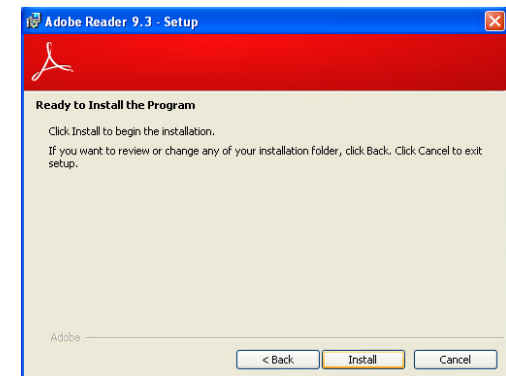 Adobe Reader 9.3 - Setup
Ready to Install the Program
Click Install to begin the installation.
If you want to review or change any of your installation folder, click Back. Click Cancel to exit
setup.
Adobe
< Back Install Cancel